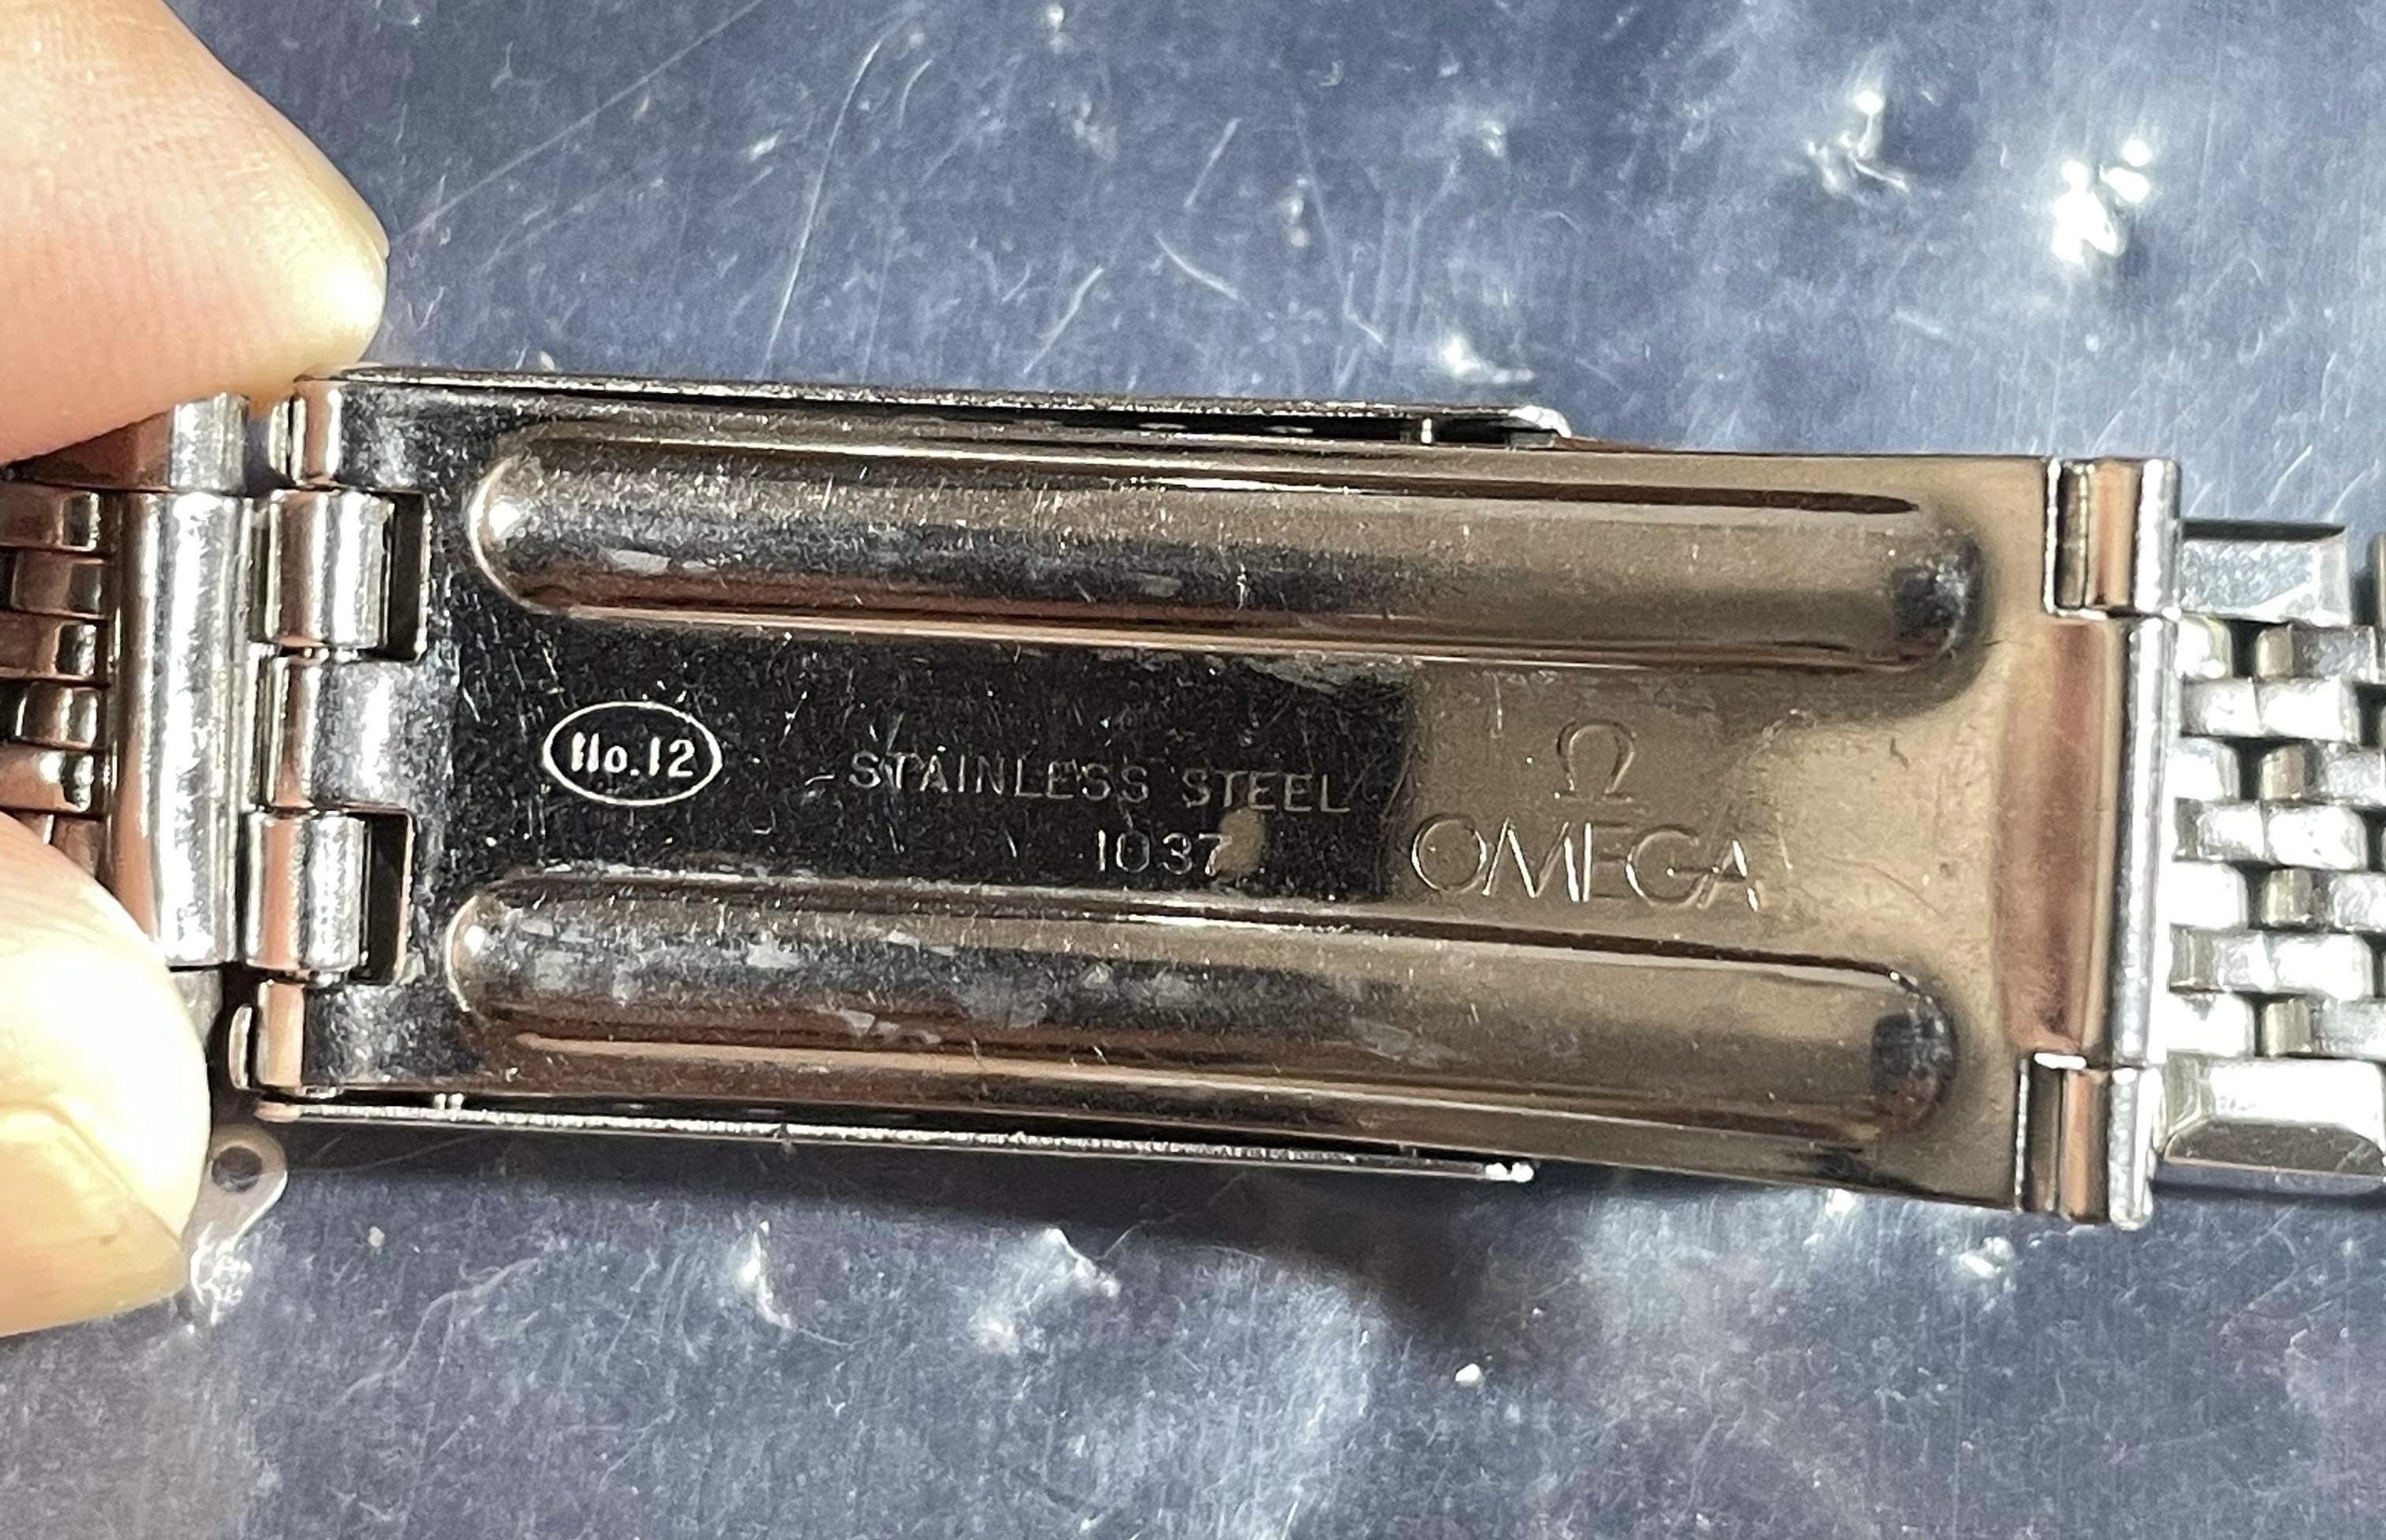 No.12
STAINLESS STEEL
1037
Ω
OMEGA